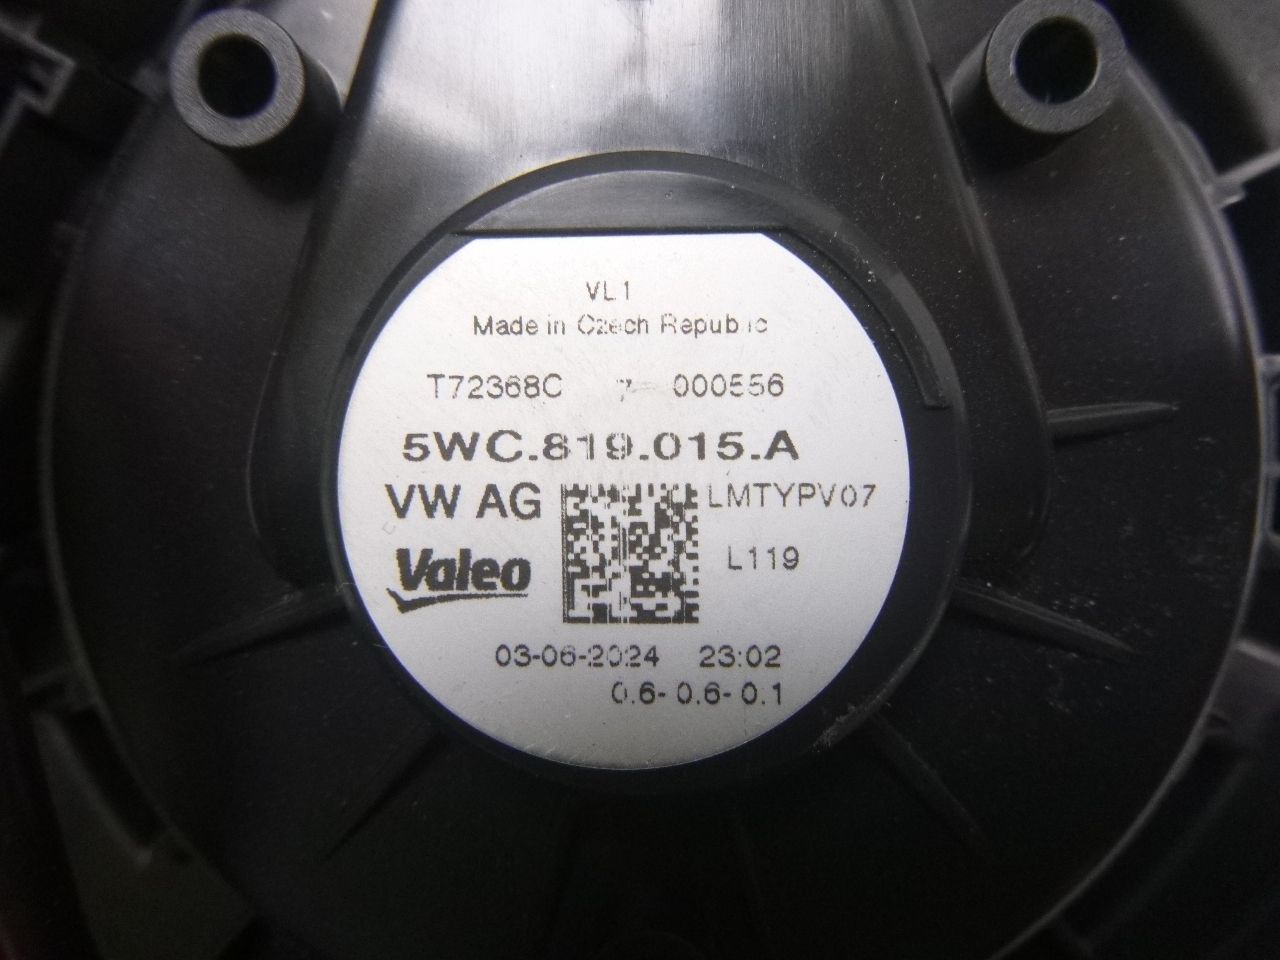 VL1
Made in Czech Republic
T72368C 000556
5WC.819.015.A
VW AG LMTYPV07
Valeo L119
03-06-2024 23:02
0.6- 0.6- 0.1